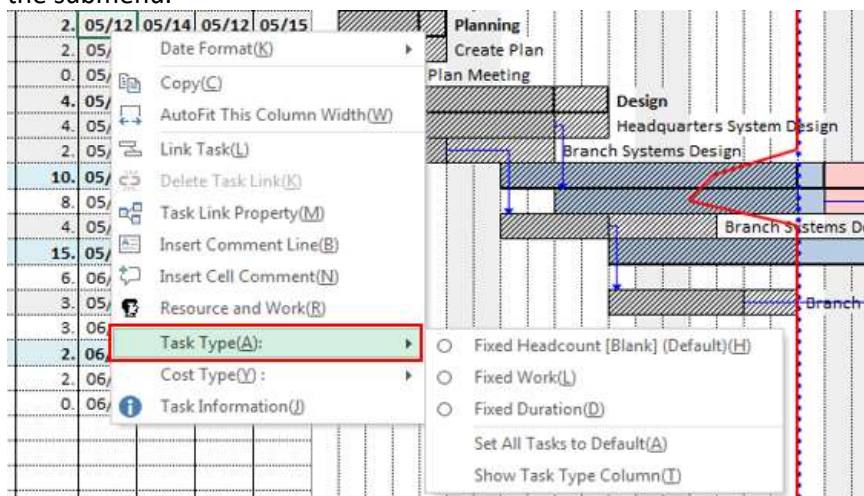 the submenu.
2. 05/12 05/14 05/12 05/15 Planning
2. 05/ Date Format(K) Create Plan
0. 05/ Copy(C) Plan Meeting
4. 05/ AutoFit This Column Width(W) Design
4. 05/ Headquarters System Design
2. 05/ Link Task(L) Branch Systems Design
10. 05/ Delete Task Link(K)
8. 05/ Task Link Property(M)
4. 05/ Insert Comment Line(B) Branch Systems De
15. 05/
6. 06/ Insert Cell Comment(N)
3. 05/ Resource and Work(R) Branch
3. 06
2. 06/ Task Type(A): Fixed Headcount [Blank] (Default)(H)
2. 06/ Cost Type(Y) : Fixed Work(L)
0. 06/ Task Information(J) Fixed Duration(D)
Set All Tasks to Default(A)
Show Task Type Column(T)